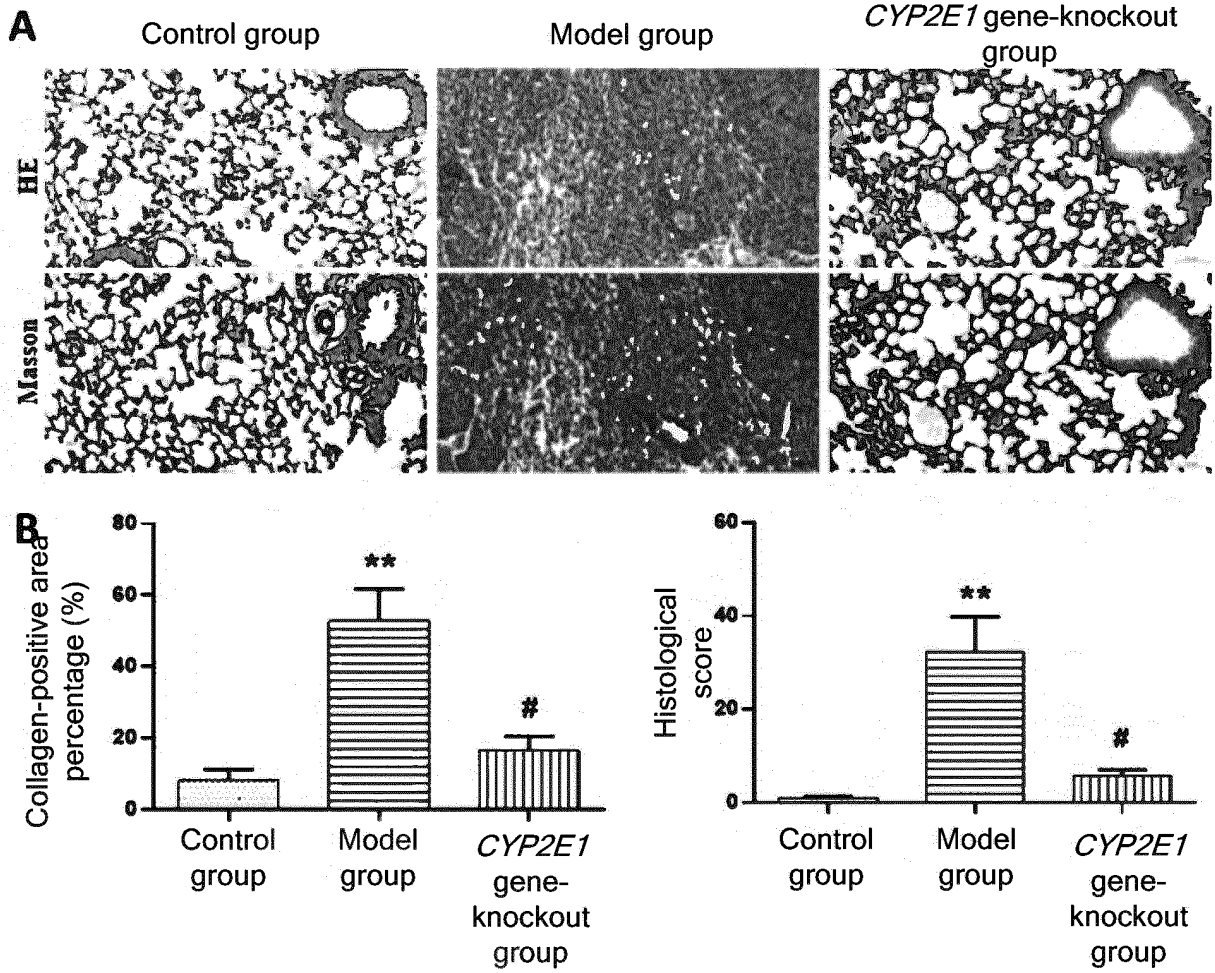 A
Control group
Model group
CYP2E1 gene-knockout
group
HE
Masson
B
Collagen-positive area
percentage (%)
80
60
40
20
0
**
#
Control
group
Model
group
CYP2E1
gene-
knockout
group
Histological
score
60
40
20
0
**
#
Control
group
Model
group
CYP2E1
gene-
knockout
group